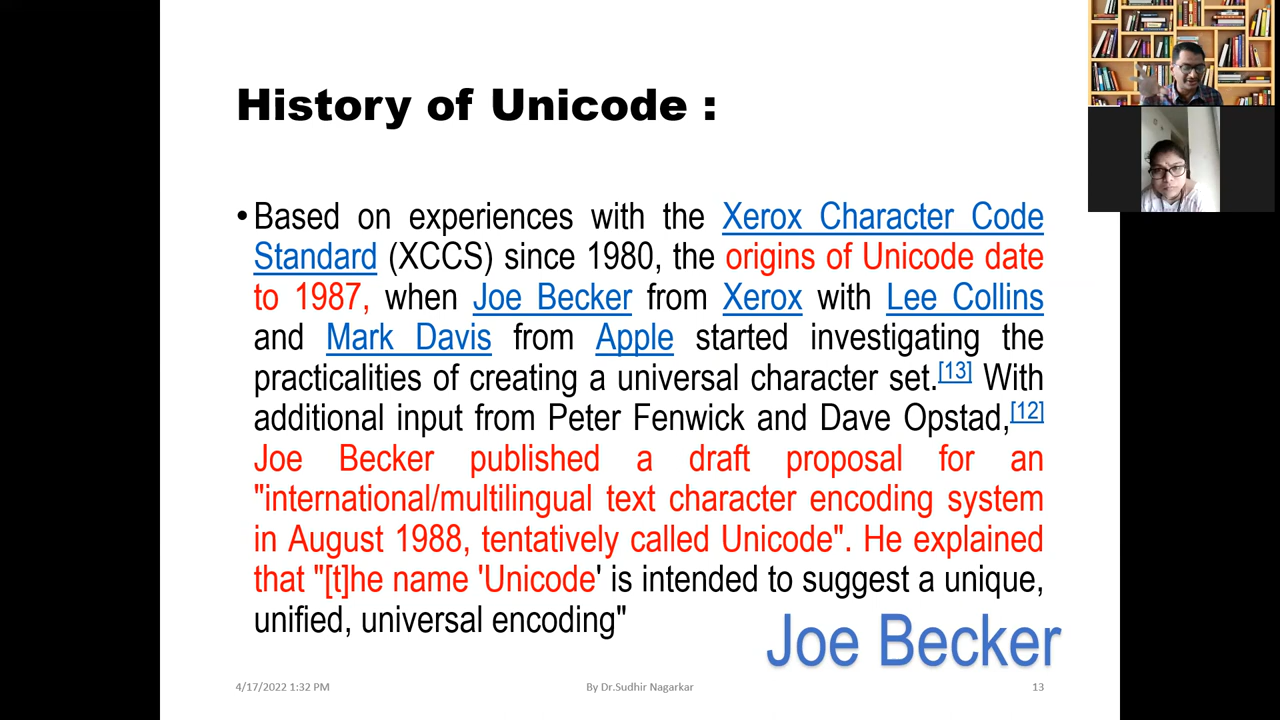 History of Unicode :
• Based on experiences with the Xerox Character Code
Standard (XCCS) since 1980, the origins of Unicode date
to 1987, when Joe Becker from Xerox with Lee Collins
and Mark Davis from Apple started investigating the
practicalities of creating a universal character set.[13] With
additional input from Peter Fenwick and Dave Opstad,[12]
Joe Becker published a draft proposal for an
"international/multilingual text character encoding system
in August 1988, tentatively called Unicode". He explained
that "[t]he name 'Unicode' is intended to suggest a unique,
unified, universal encoding"
Joe Becker
4/17/2022 1:32 PM
By Dr.Sudhir Nagarkar
13